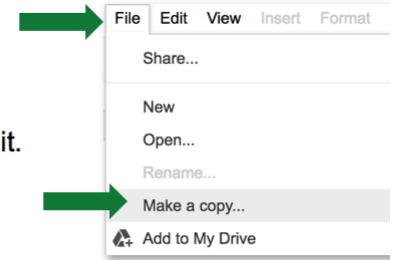 File Edit View Insert Format
Share...
New
Open...
it.
Rename...
Make a copy...
Add to My Drive